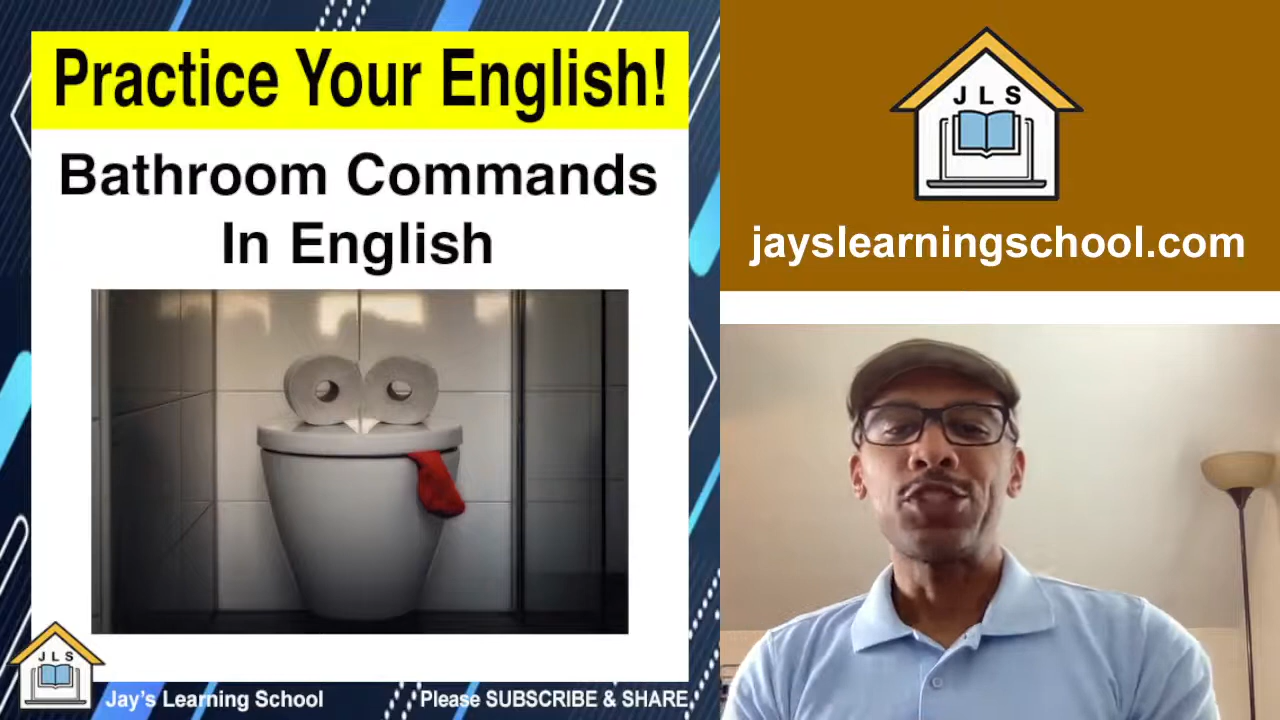 Practice Your English!
Bathroom Commands
In English
JLS
Jay's Learning School
Please SUBSCRIBE & SHARE
JLS
jayslearningschool.com